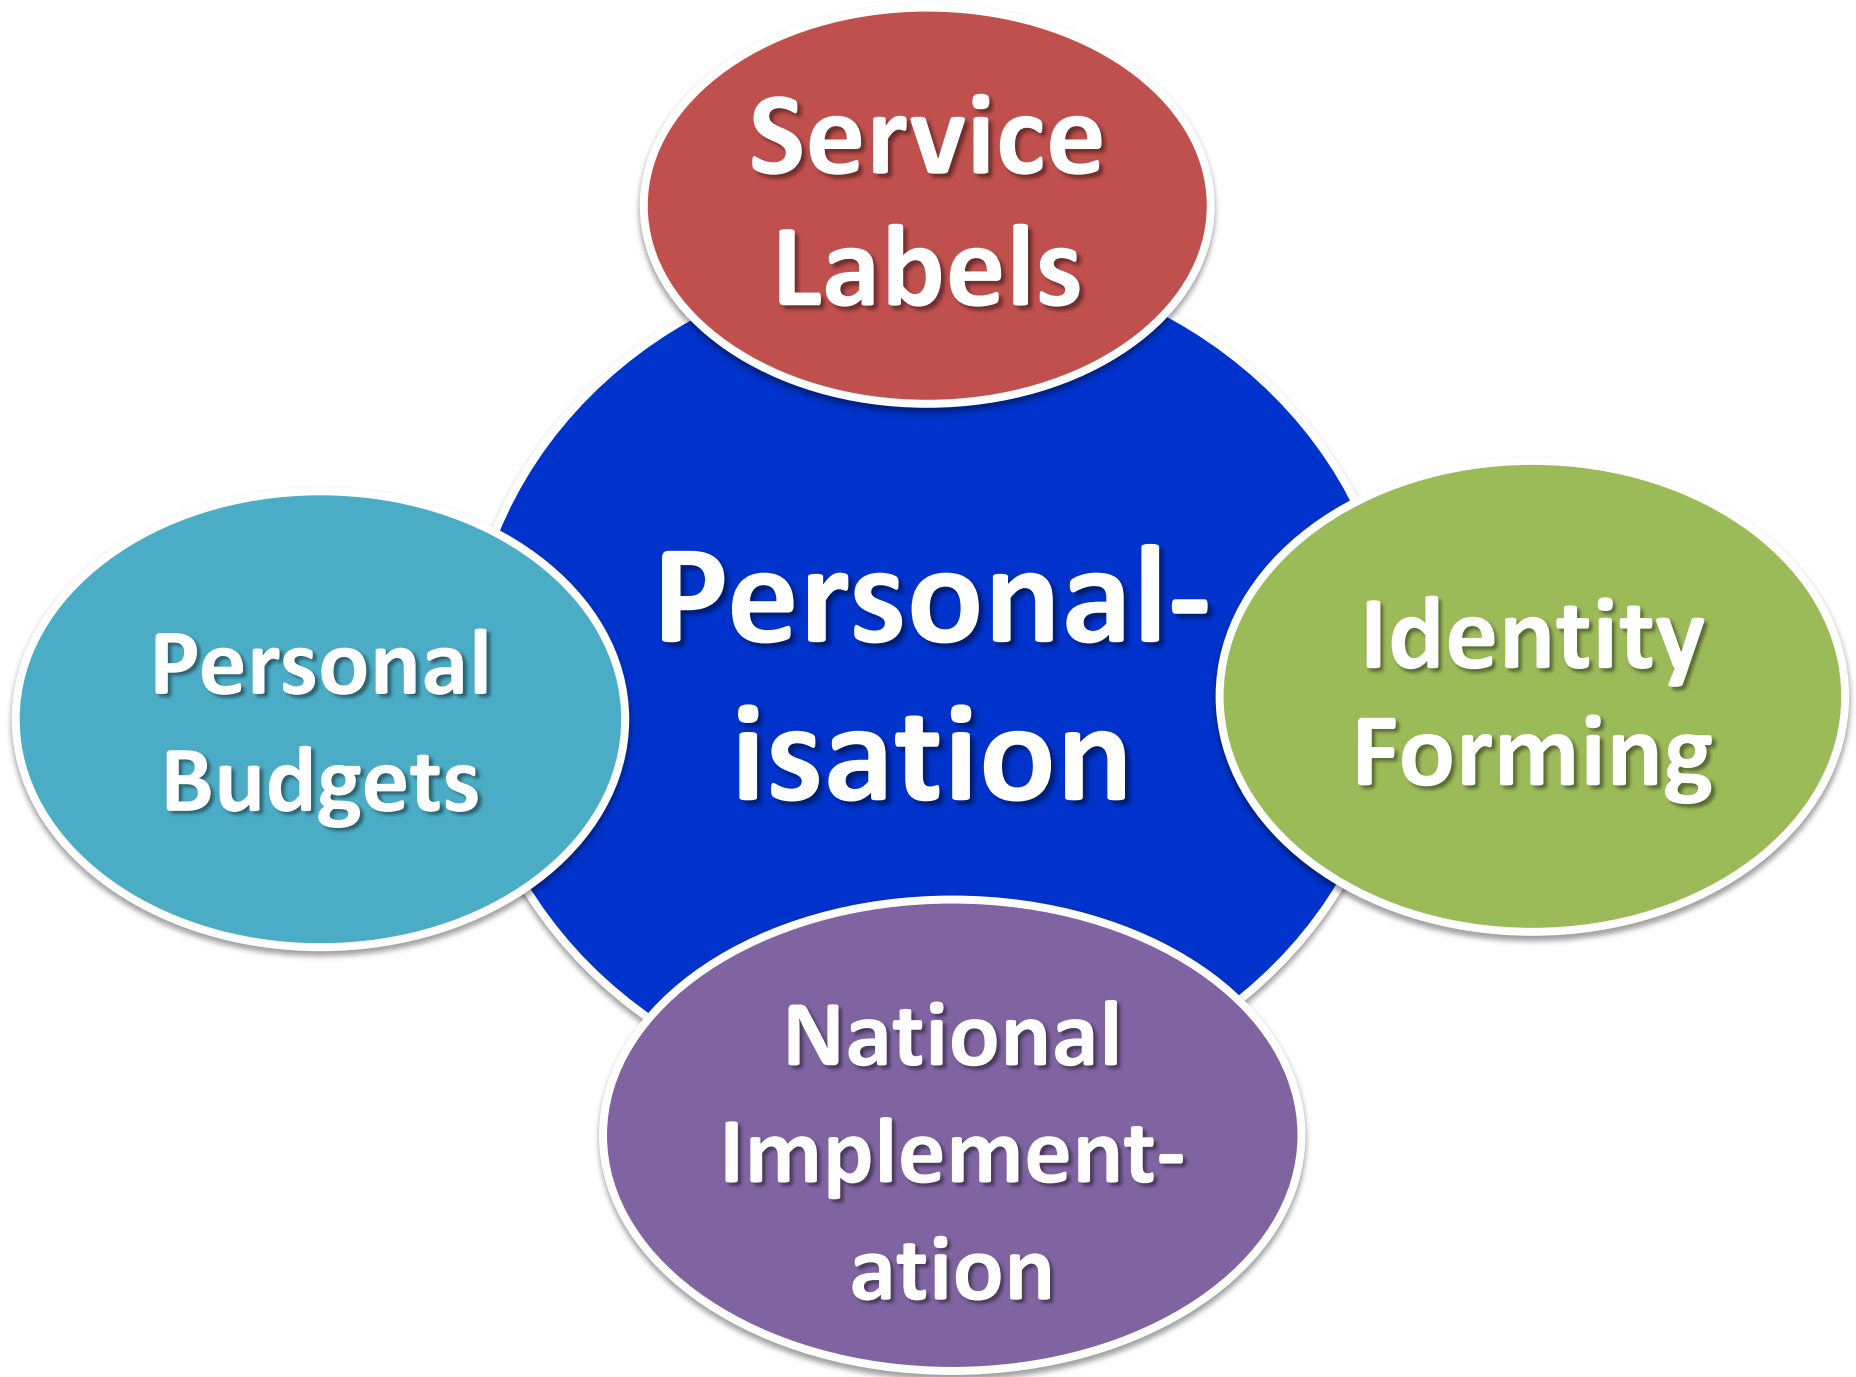 Service
Labels
Personal-
isation
Personal
Budgets
Identity
Forming
National
Implement-
ation